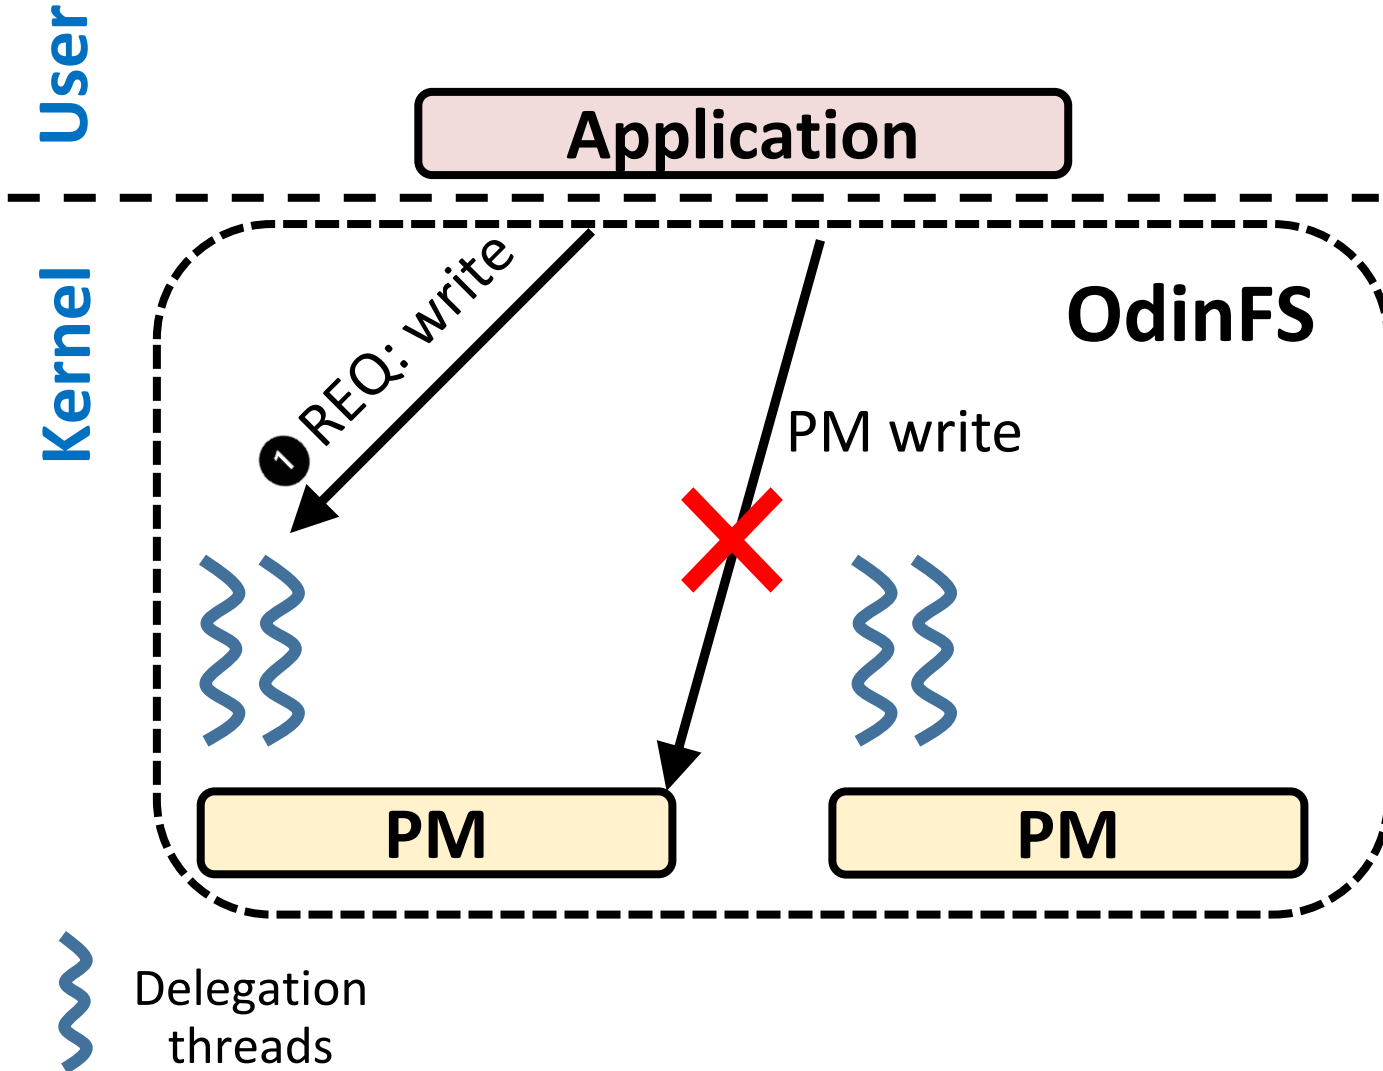 User
Application
Kernel
OdinFS
1 REQ: write
PM write
PM
PM
Delegation
threads